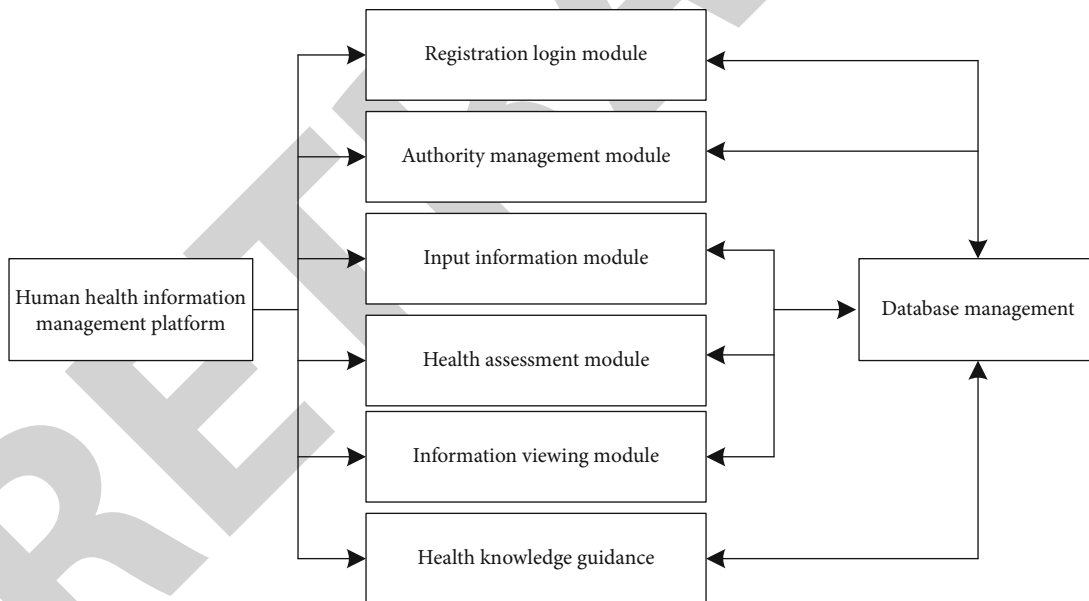 Human health information
management platform
Registration login module
Authority management module
Input information module
Health assessment module
Information viewing module
Health knowledge guidance
Database management